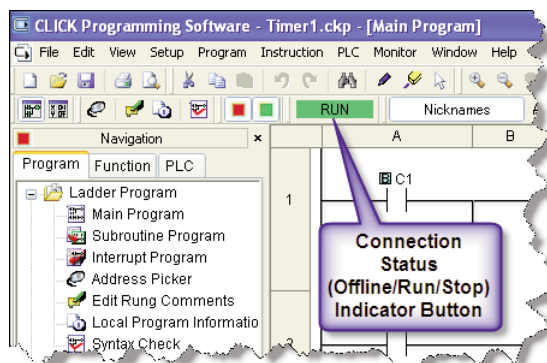 CLICK Programming Software - Timer1.ckp - [Main Program]
File Edit View Setup Program Instruction PLC Monitor Window Help
RUN Nicknames
Navigation
A B
Program Function PLC
Ladder Program
Main Program
Subroutine Program
Interrupt Program
Address Picker
Edit Rung Comments
Local Program Informatio
Syntax Check
1
C1
Connection
Status
(Offline/Run/Stop)
Indicator Button
2